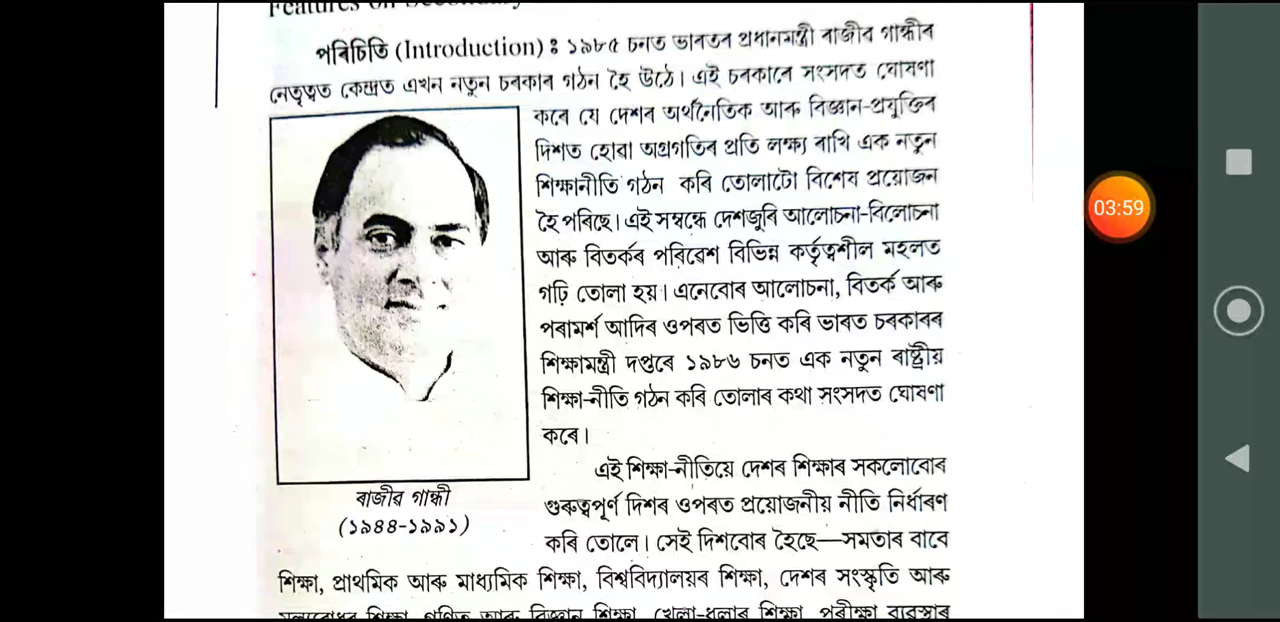 পৰিচিতি (Introduction) : ১৯৮৫ চনত ভাৰতৰ প্ৰধানমন্ত্ৰী ৰাজীৱ গান্ধীৰ
নেতৃত্বত কেন্দ্ৰত এখন নতুন চৰকাৰ গঠন হৈ উঠে। এই চৰকাৰে সংসদত ঘোষণা
কৰে যে দেশৰ অৰ্থনৈতিক আৰু বিজ্ঞান-প্ৰযুক্তিৰ
দিশত হোৱা অগ্ৰগতিৰ প্ৰতি লক্ষ্য ৰাখি এক নতুন
শিক্ষানীতি গঠন কৰি তোলাটো বিশেষ প্ৰয়োজন
হৈ পৰিছে। এই সম্বন্ধে দেশজুৰি আলোচনা-বিলোচনা
আৰু বিতৰ্কৰ পৰিৱেশ বিভিন্ন কৰ্তৃত্বশীল মহলত
গঢ়ি তোলা হয়। এনেবোৰ আলোচনা, বিতৰ্ক আৰু
পৰামৰ্শ আদিৰ ওপৰত ভিত্তি কৰি ভাৰত চৰকাৰৰ
শিক্ষামন্ত্ৰী দপ্তৰে ১৯৮৬ চনত এক নতুন ৰাষ্ট্ৰীয়
শিক্ষা-নীতি গঠন কৰি তোলাৰ কথা সংসদত ঘোষণা
কৰে।
ৰাজীৱ গান্ধী
(১৯৪৪-১৯৯১)
এই শিক্ষা-নীতিয়ে দেশৰ শিক্ষাৰ সকলোবোৰ
গুৰুত্বপূৰ্ণ দিশৰ ওপৰত প্ৰয়োজনীয় নীতি নিৰ্ধাৰণ
কৰি তোলে। সেই দিশবোৰ হৈছে—সমতাৰ বাবে
শিক্ষা, প্ৰাথমিক আৰু মাধ্যমিক শিক্ষা, বিশ্ববিদ্যালয়ৰ শিক্ষা, দেশৰ সংস্কৃতি আৰু
03:59